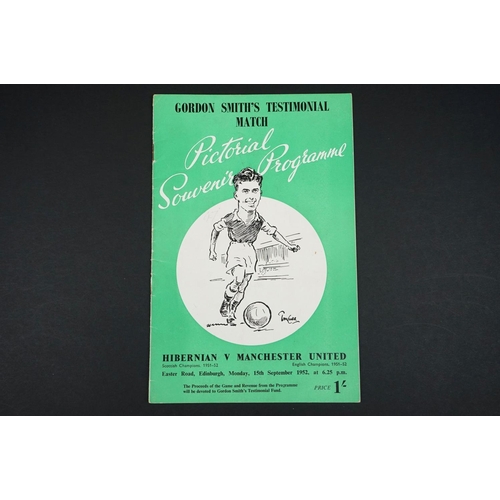 GORDON SMITH'S TESTIMONIAL
MATCH
Pictorial
Souvenir Programme
HIBERNIAN V MANCHESTER UNITED
Scottish Champions, 1951-52 English Champions, 1951-52
Easter Road, Edinburgh, Monday, 15th September 1952, at 6.25 p.m.
The Proceeds of the Game and Revenue from the Programme
will be devoted to Gordon Smith's Testimonial Fund.
PRICE 1/-